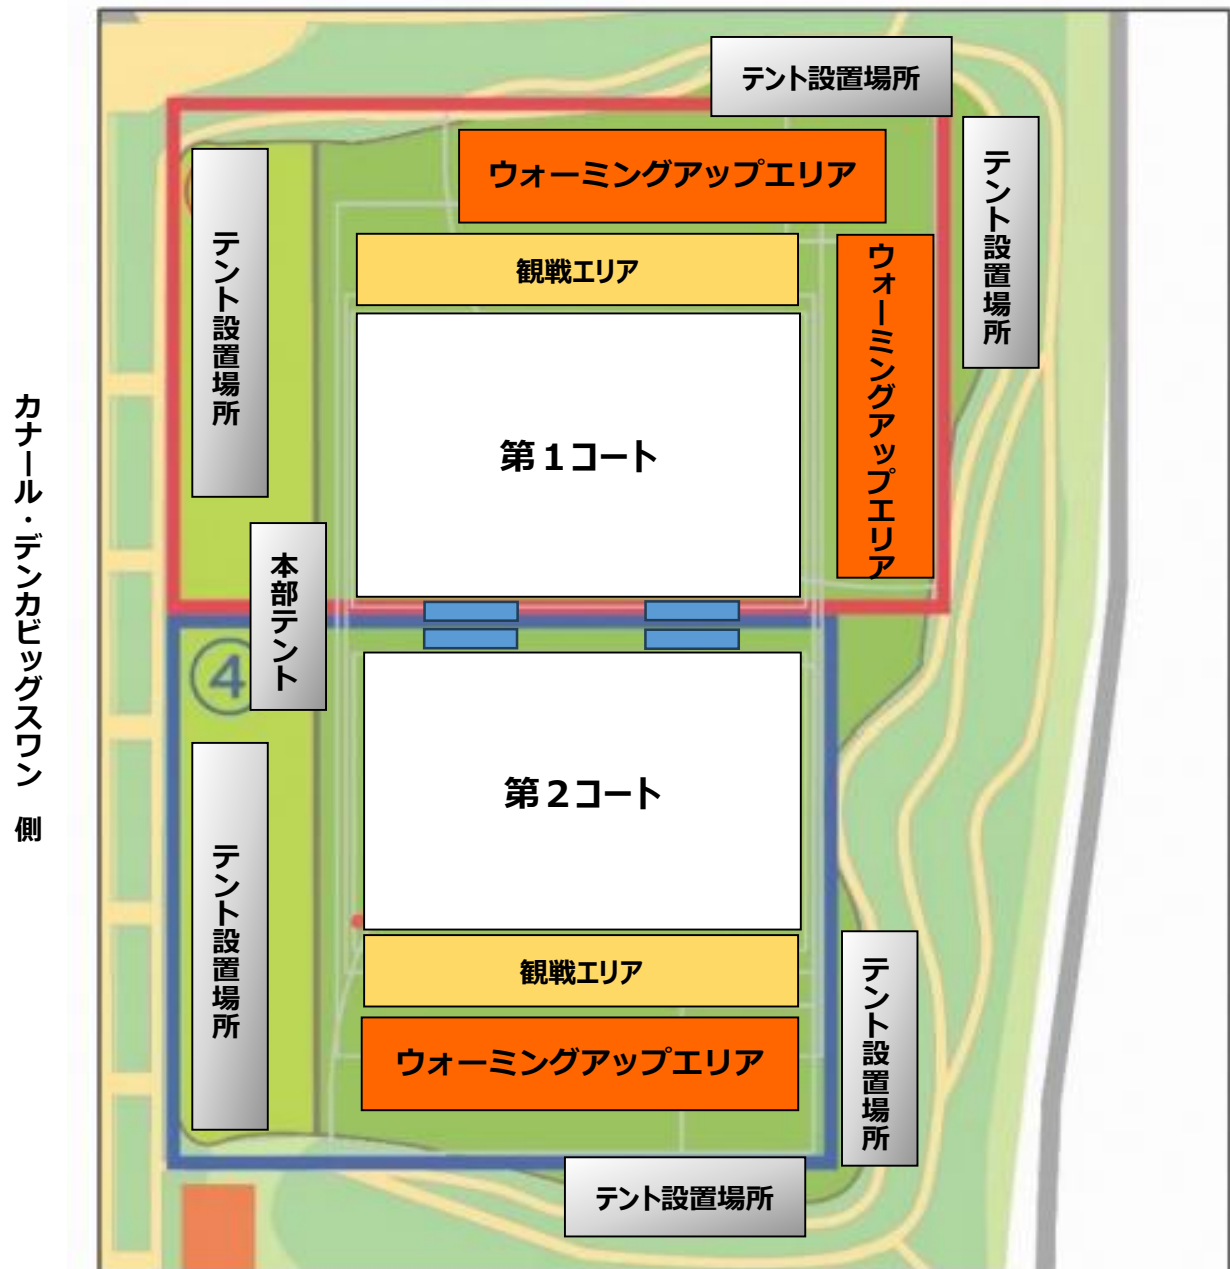 テント設置場所
ウォーミングアップエリア
テント設置場所
テント設置場所
観戦エリア
ウォーミングアップエリア
第１コート
カナール・デンカビッグスワン　側
本部テント
④
第２コート
テント設置場所
観戦エリア
テント設置場所
ウォーミングアップエリア
テント設置場所